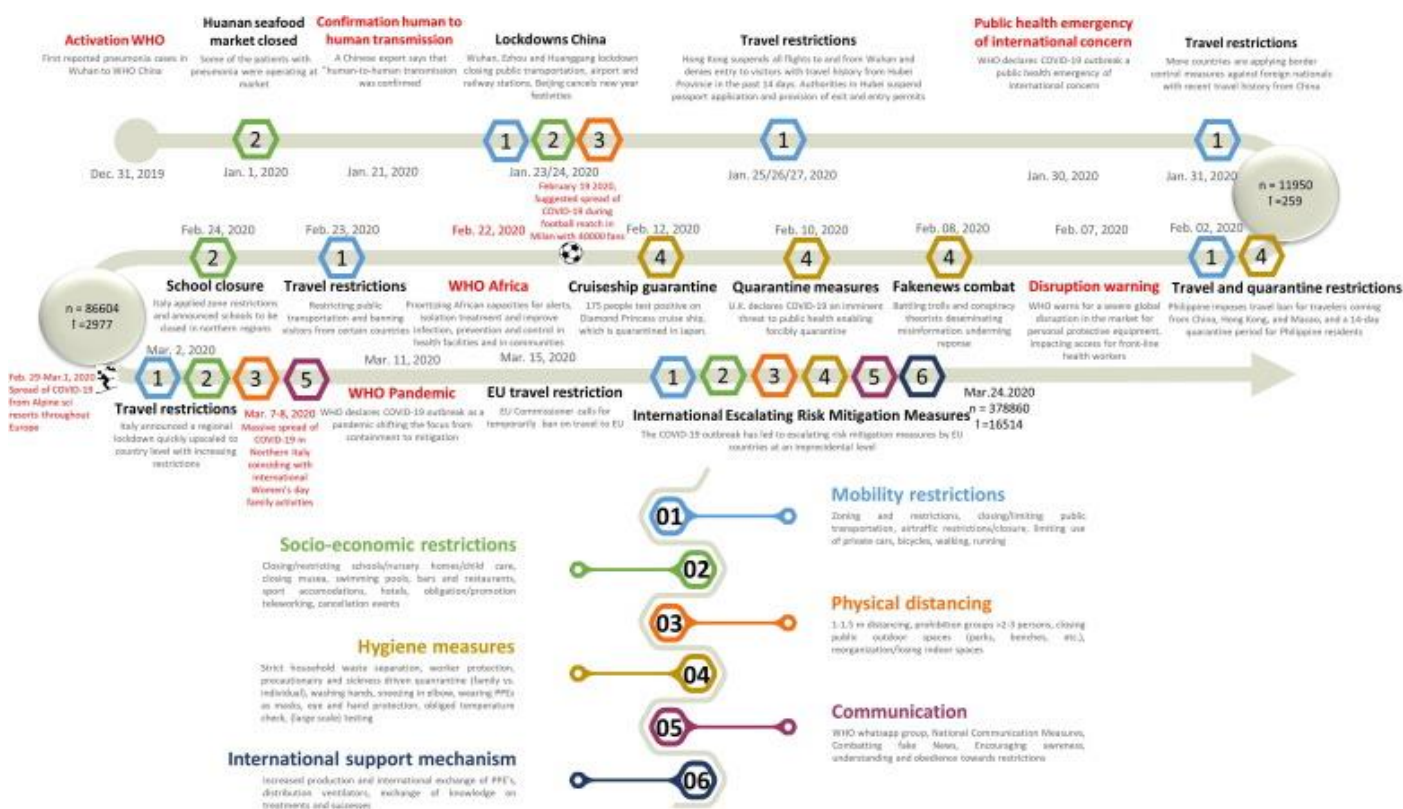 Activation WHO
First reported pneumonia cases in
Wuhan to WHO China
Huanan seafood
market closed
Some of the patients with
pneumonia were operating at
market
Confirmation human to
human transmission
A Chinese expert says that
"human-to-human transmission
was confirmed
Lockdowns China
Wuhan, Ezhou and Huanggang lockdown
closing public transportation, airport and
railway stations, Beijing cancels new year
festivities
Travel restrictions
Hong Kong suspends all flights to and from Wuhan and
denies entry to visitors with travel history from Hubei
Province in the past 14 days. Authorities in Hubei suspend
passport application and provision of exit and entry permits
Public health emergency
of international concern
WHO declares COVID-19 outbreak a
public health emergency of
international concern
Travel restrictions
More countries are applying border
control measures against foreign nationals
with recent travel history from China
2
1
2
3
1
1
Dec. 31, 2019
Jan. 1, 2020
Jan. 21, 2020
Jan. 23/24, 2020
Jan. 25/26/27, 2020
Jan. 30, 2020
Jan. 31, 2020
n = 11950
†=259
February 19 2020,
Suggested spread of
COVID-19 during
football match in
Milan with 40000 fans
Feb. 24, 2020
Feb. 23, 2020
Feb. 22, 2020
Feb. 12, 2020
Feb. 10, 2020
Feb. 08, 2020
Feb. 07, 2020
Feb. 02, 2020
2
1
4
4
4
1
4
School closure
Italy applied zone restrictions
and announced schools to be
closed in northern regions
Travel restrictions
Restricting public
transportation and banning
visitors from certain countries
WHO Africa
Prioritizing African capacities for alerts,
isolation treatment and improve
infection, prevention and control in
health facilities and in communities
Cruiseship guarantine
175 people test positive on
Diamond Princess cruise ship,
which is quarantined in Japan.
Quarantine measures
U.K. declares COVID-19 an imminent
threat to public health enabling
forcibly quarantine
Fakenews combat
Battling trolls and conspiracy
theorists deseminating
misinformation undermining
reponse
Disruption warning
WHO warns for a severe global
disruption in the market for
personal protective equipment,
impacting access for front-line
health workers
Travel and quarantine restrictions
Philippine imposes travel ban for travelers coming
from China, Hong Kong, and Macao, and a 14-day
quarantine period for Philippine residents
n = 86604
†=2977
Feb. 29-Mar.1, 2020
Spread of COVID-19
from Alpine sci
resorts throughout
Europe
Mar. 2, 2020
Mar. 11, 2020
Mar. 15, 2020
1
2
3
5
1
2
3
4
5
6
Travel restrictions
Italy announced a regional
lockdown quickly upscaled to
country level with increasing
restrictions
Mar. 7-8, 2020
Massive spread of
COVID-19 in
Northern Italy
coinciding with
international
Women's day
family activities
WHO Pandemic
WHO declares COVID-19 outbreak as a
pandemic shifting the focus from
containment to mitigation
EU travel restriction
EU Commissioner calls for
temporarily ban on travel to EU
International Escalating Risk Mitigation Measures
The COVID-19 outbreak has led to escalating risk mitigation measures by EU
countries at an imprecidental level
Mar.24.2020
n = 378860
†=16514
01
Mobility restrictions
Zoning and restrictions, closing/limiting public
transportation, airtraffic restrictions/closure, limiting use
of private cars, bicycles, walking, running
Socio-economic restrictions
Closing/restricting schools/nursery homes/child care,
closing musea, swimming pools, bars and restaurants,
sport accomodations, hotels, obligation/promotion
teleworking, cancellation events
02
03
Physical distancing
1-1.5 m distancing, prohibition groups >2-3 persons, closing
public outdoor spaces (parks, benches, etc.),
reorganization/losing indoor spaces
Hygiene measures
Strict household waste separation, worker protection,
precautionary and sickness driven quarantine (family vs.
individual), washing hands, sneezing in elbow, wearing PPEs
as masks, eye and hand protection, obliged temperature
check, (large scale) testing
04
05
Communication
WHO whatsapp group, National Communication Measures,
Combatting fake News, Encouraging awreness,
understanding and obedience towards restrictions
International support mechanism
Increased production and international exchange of PPE's,
distribution ventilators, exchange of knowledge on
treatments and successes
06